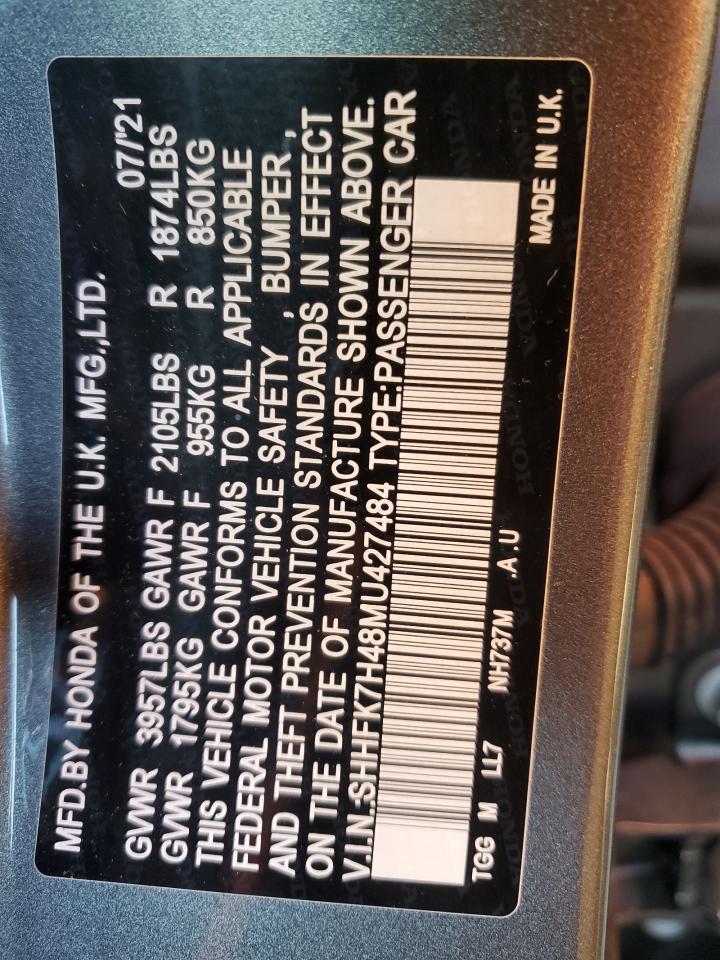 MFD.BY HONDA OF THE U.K. MFG.,LTD. 07/'21
GVWR 3957LBS GAWR F 2105LBS R 1874LBS
GVWR 1795KG GAWR F 955KG R 850KG
THIS VEHICLE CONFORMS TO ALL APPLICABLE
FEDERAL MOTOR VEHICLE SAFETY , BUMPER ,
AND THEFT PREVENTION STANDARDS IN EFFECT
ON THE DATE OF MANUFACTURE SHOWN ABOVE.
V.I.N.:SHHFK7H48MU427484 TYPE:PASSENGER CAR
TGG M LL7 NH737M .A .U MADE IN U.K.